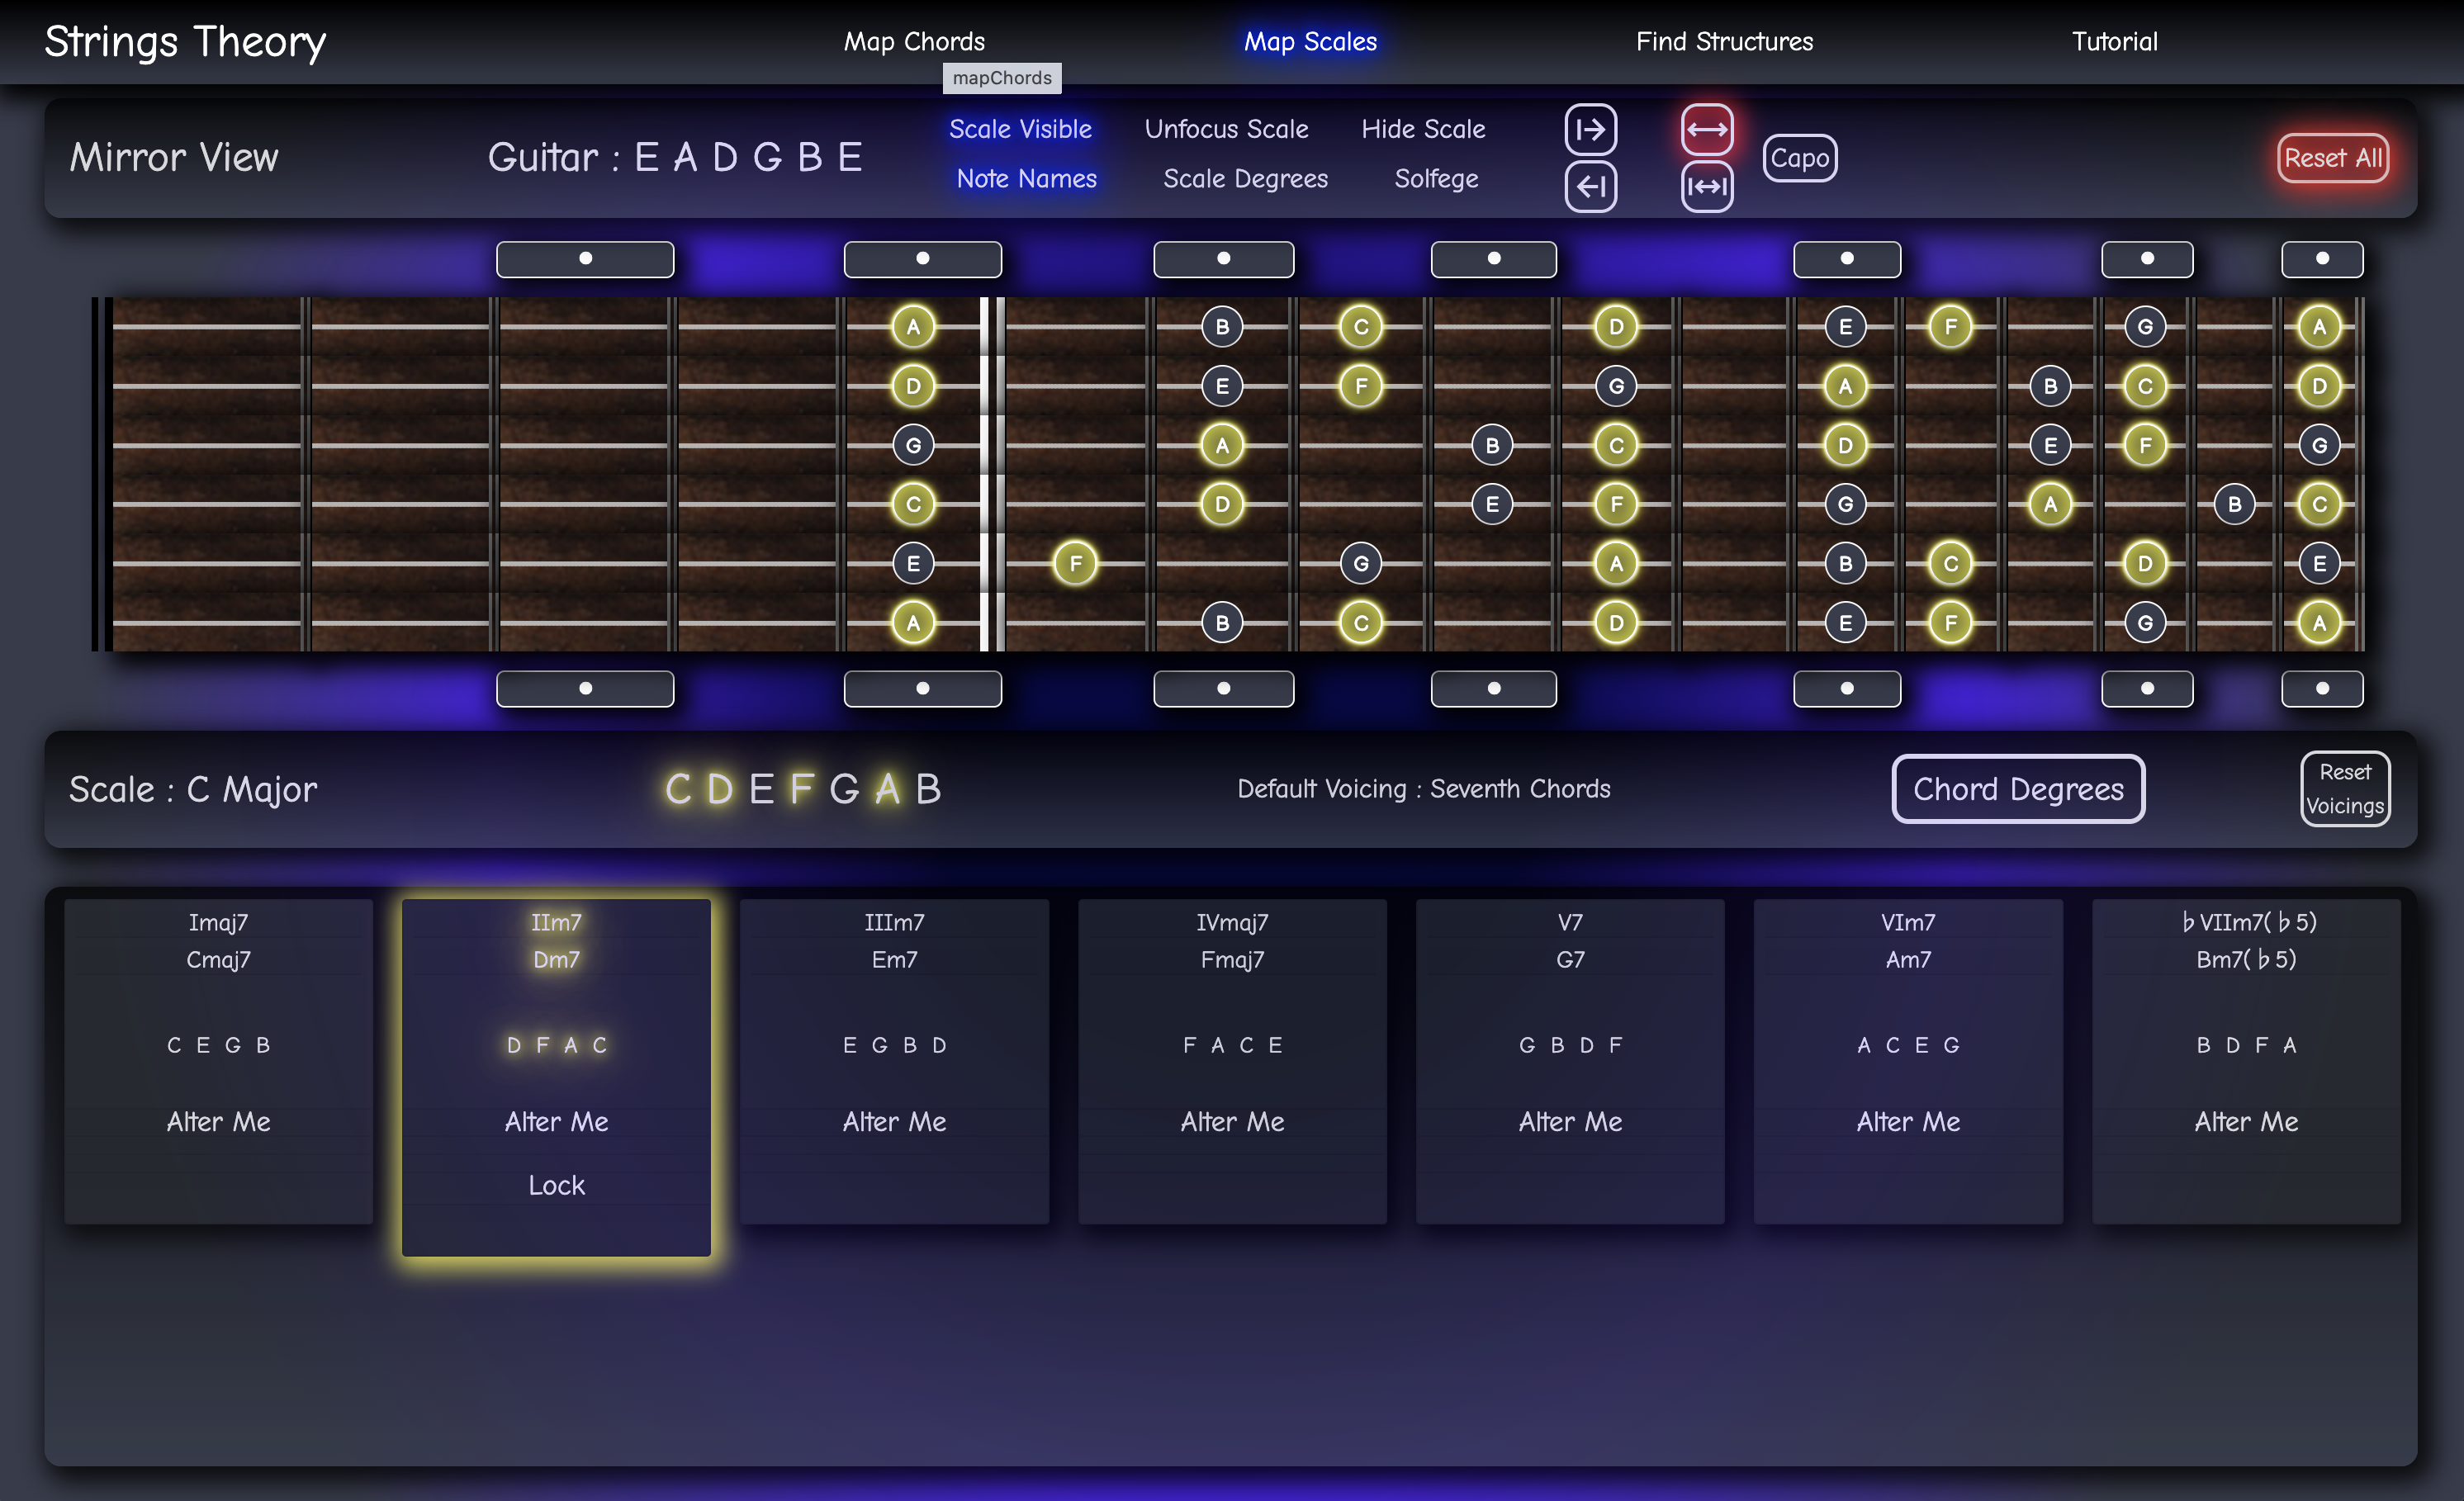 Strings Theory Map Chords Map Scales Find Structures Tutorial
mapChords
Mirror View Guitar : E A D G B E
Scale Visible Unfocus Scale Hide Scale
Note Names Scale Degrees Solfege
Capo
Reset All
A B C D E F G A
D E F G A B C D
G A B C D E F G
C D E F G A B C
E F G A B C D E
A B C D E F G A
Scale : C Major C D E F G A B Default Voicing : Seventh Chords Chord Degrees
Reset
Voicings
Imaj7 IIm7 IIIm7 IVmaj7 V7 VIm7 ♭VIIm7(♭5)
Cmaj7 Dm7 Em7 Fmaj7 G7 Am7 Bm7(♭5)
C E G B D F A C E G B D F A C E G B D F A C E G B D F A
Alter Me Alter Me Alter Me Alter Me Alter Me Alter Me Alter Me
Lock